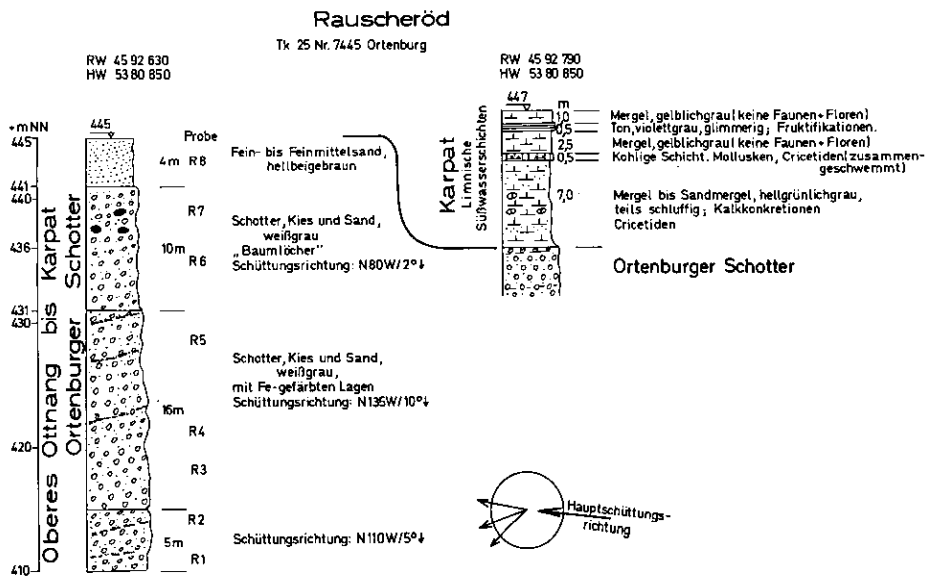 Rauscheröd
Tk 25 Nr. 7445 Ortenburg
RW 45 92 630
HW 53 80 850
+mNN
445
445
441
440
436
431
430
420
410
Oberes Ottnang bis Karpat
Ortenburger Schotter
Probe
4m R8
R7
10m
R6
R5
16m
R4
R3
R2
5m
R1
Fein- bis Feinmittelsand,
hellbeigebraun
Schotter, Kies und Sand,
weißgrau
„Baumlöcher"
Schüttungsrichtung: N80W/2°↓
Schotter, Kies und Sand,
weißgrau,
mit Fe-gefärbten Lagen
Schüttungsrichtung: N135W/10°↓
Schüttungsrichtung: N110W/5°↓
RW 45 92 790
HW 53 80 850
447
m
1,0
0,5
2,5
0,5
7,0
Karpat
Limnische
Süßwasserschichten
Mergel, gelblichgrau (keine Faunen+Floren)
Ton, violettgrau, glimmerig; Fruktifikationen.
Mergel, gelblichgrau (keine Faunen+Floren)
Kohlige Schicht. Mollusken, Cricetiden (zusammen-
geschwemmt)
Mergel bis Sandmergel, hellgrünlichgrau,
teils schluffig; Kalkkonkretionen
Cricetiden
Ortenburger Schotter
Hauptschüttungs-
richtung